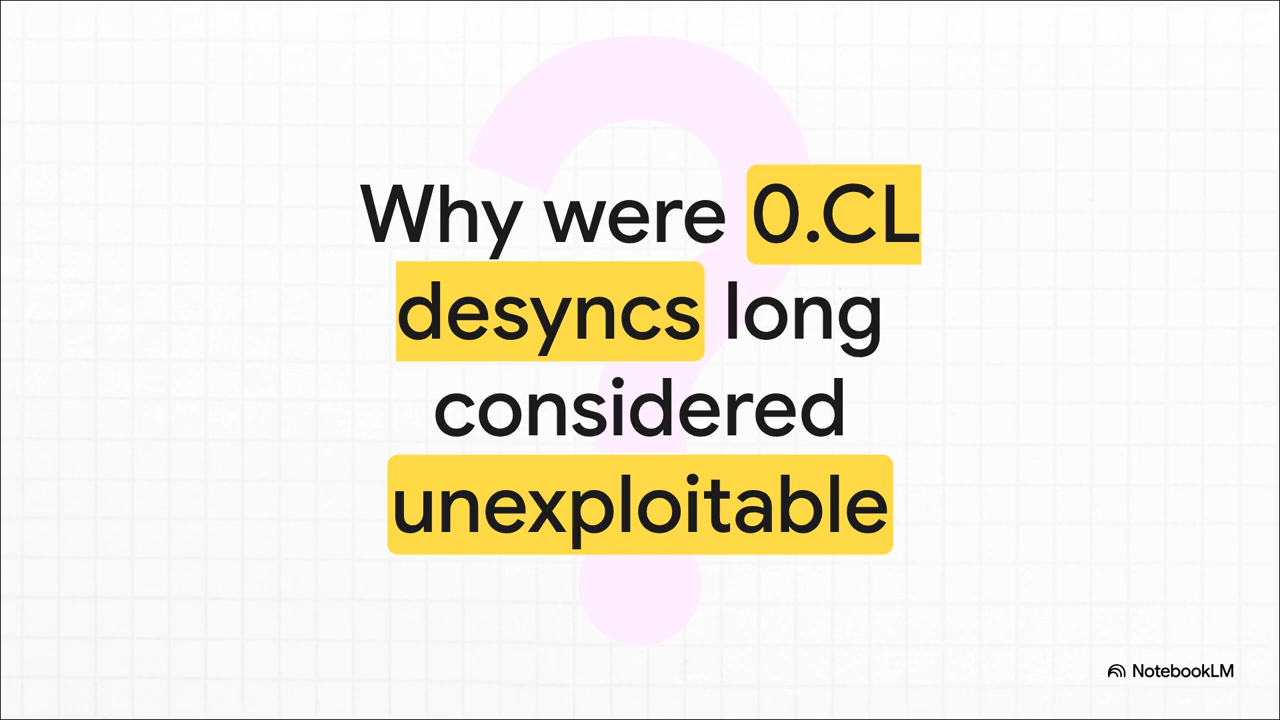 Why were 0.CL
desyncs long
considered
unexploitable
NotebookLM